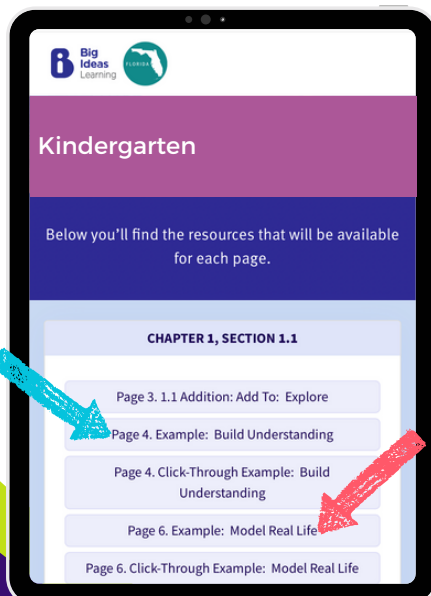 Big
Ideas
Learning
FLORIDA
Kindergarten
Below you'll find the resources that will be available
for each page.
CHAPTER 1, SECTION 1.1
Page 3. 1.1 Addition: Add To: Explore
Page 4. Example: Build Understanding
Page 4. Click-Through Example: Build
Understanding
Page 6. Example: Model Real Life
Page 6. Click-Through Example: Model Real Life